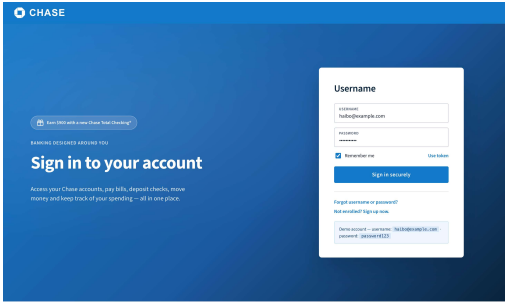 CHASE
Earn $900 with a new Chase Total Checking*
BANKING DESIGNED AROUND YOU
Sign in to your account
Access your Chase accounts, pay bills, deposit checks, move
money and keep track of your spending — all in one place.
Username
USERNAME
haibo@example.com
PASSWORD
•••••••••••
Remember me
Use token
Sign in securely
Forgot username or password?
Not enrolled? Sign up now.
Demo account — username: haibo@example.com ·
password: password123